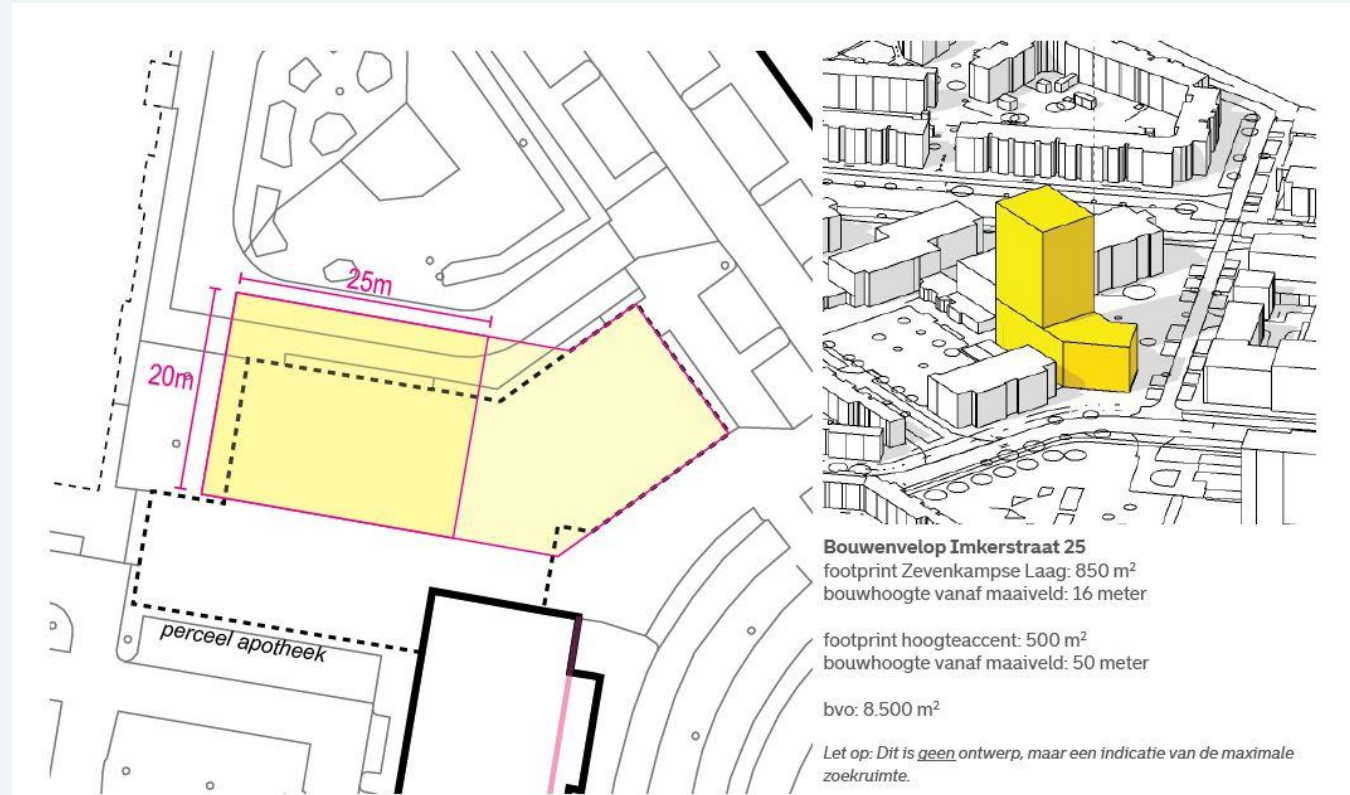 25m
20m
perceel apotheek
Bouwenvelop Imkerstraat 25
footprint Zevenkampse Laag: 850 m²
bouwhoogte vanaf maaiveld: 16 meter
footprint hoogteaccent: 500 m²
bouwhoogte vanaf maaiveld: 50 meter
bvo: 8.500 m²
Let op: Dit is geen ontwerp, maar een indicatie van de maximale
zoekruimte.